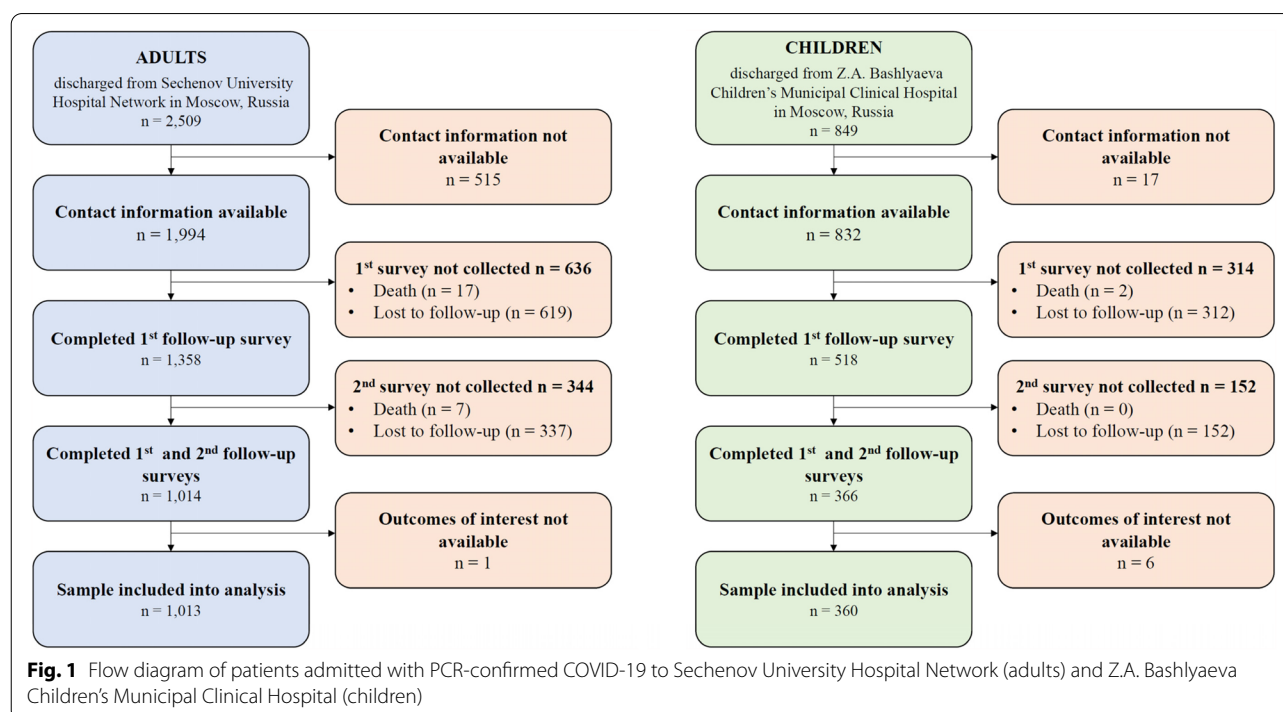 ADULTS
discharged from Sechenov University
Hospital Network in Moscow, Russia
n = 2,509
Contact information not
available
n = 515
Contact information available
n = 1,994
1st survey not collected n = 636
• Death (n = 17)
• Lost to follow-up (n = 619)
Completed 1st follow-up survey
n = 1,358
2nd survey not collected n = 344
• Death (n = 7)
• Lost to follow-up (n = 337)
Completed 1st and 2nd follow-up
surveys
n = 1,014
Outcomes of interest not
available
n = 1
Sample included into analysis
n = 1,013
CHILDREN
discharged from Z.A. Bashlyaeva
Children's Municipal Clinical Hospital
in Moscow, Russia
n = 849
Contact information not
available
n = 17
Contact information available
n = 832
1st survey not collected n = 314
• Death (n = 2)
• Lost to follow-up (n = 312)
Completed 1st follow-up survey
n = 518
2nd survey not collected n = 152
• Death (n = 0)
• Lost to follow-up (n = 152)
Completed 1st and 2nd follow-up
surveys
n = 366
Outcomes of interest not
available
n = 6
Sample included into analysis
n = 360
Fig. 1 Flow diagram of patients admitted with PCR-confirmed COVID-19 to Sechenov University Hospital Network (adults) and Z.A. Bashlyaeva
Children's Municipal Clinical Hospital (children)